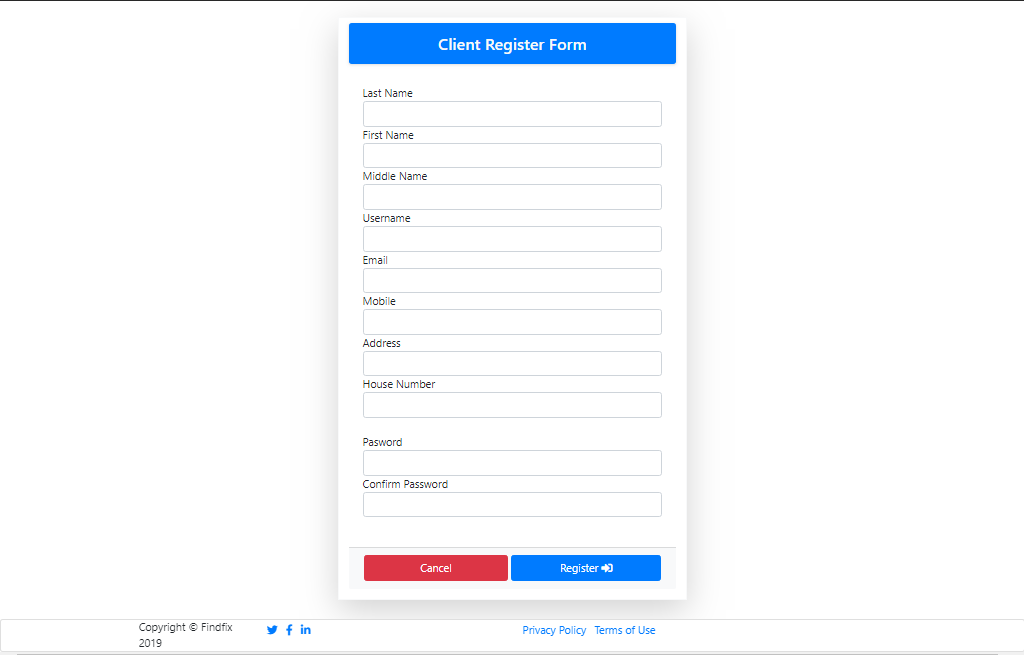 Client Register Form
Last Name
First Name
Middle Name
Username
Email
Mobile
Address
House Number
Pasword
Confirm Password
Cancel Register
Copyright © Findfix
2019
Privacy Policy Terms of Use